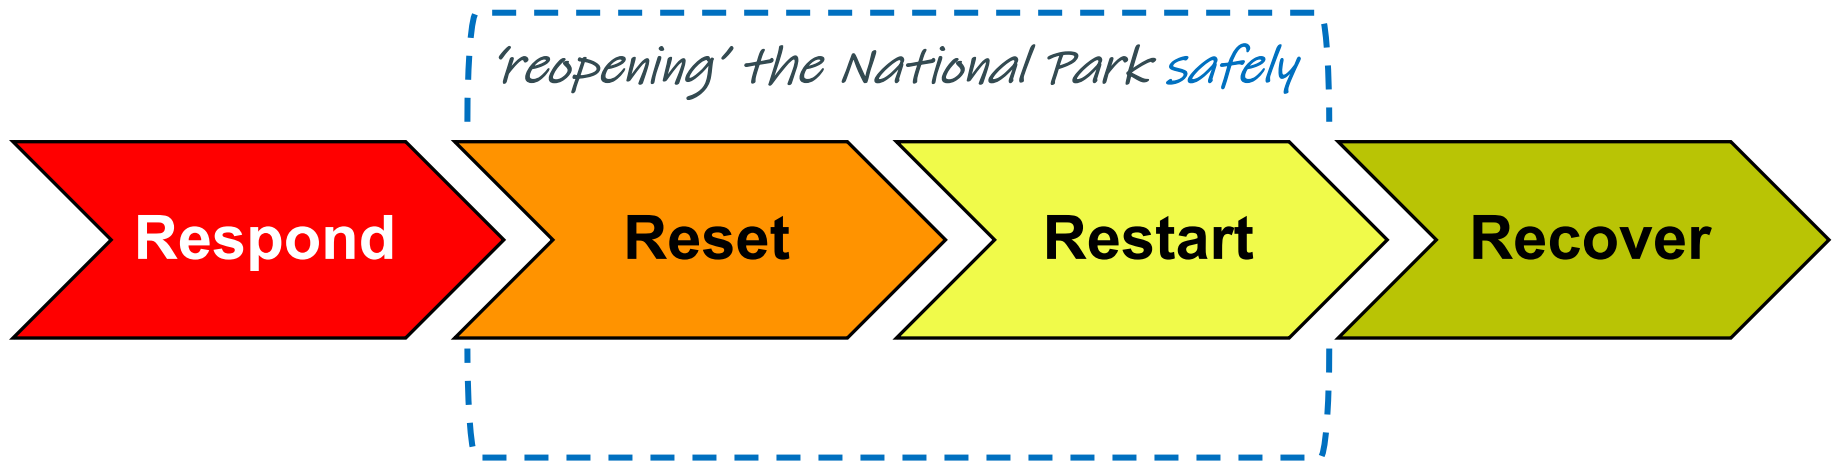 ‘reopening’ the National Park safely
Respond
Reset
Restart
Recover